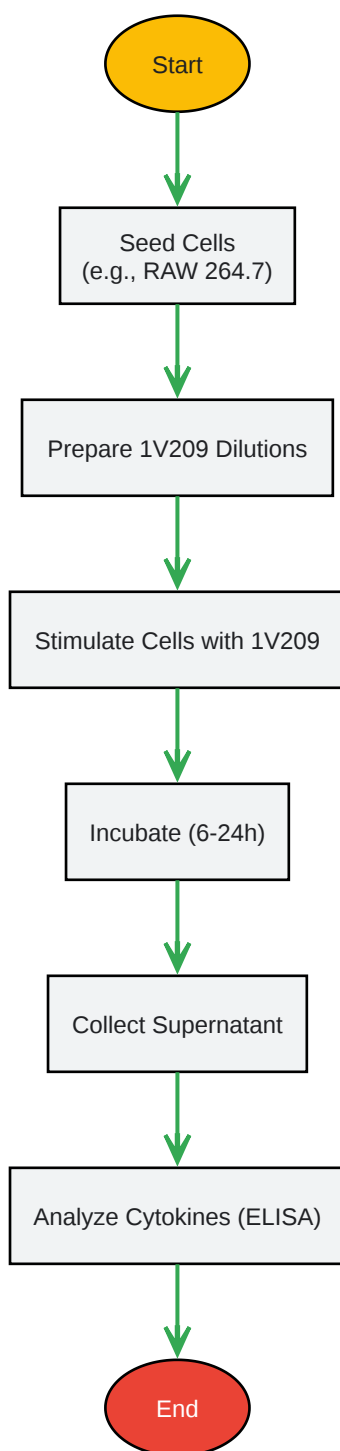 Start
Seed Cells
(e.g., RAW 264.7)
Prepare 1V209 Dilutions
Stimulate Cells with 1V209
Incubate (6-24h)
Collect Supernatant
Analyze Cytokines (ELISA)
End